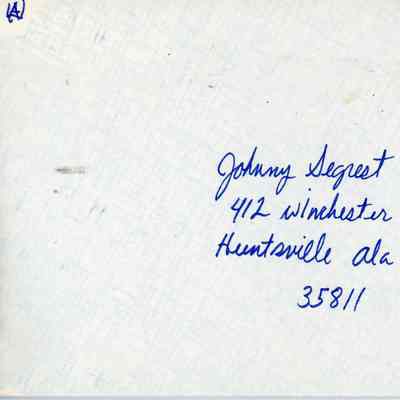 (A)
Johnny Segrest
412 Winchester
Huntsville Ala
35811